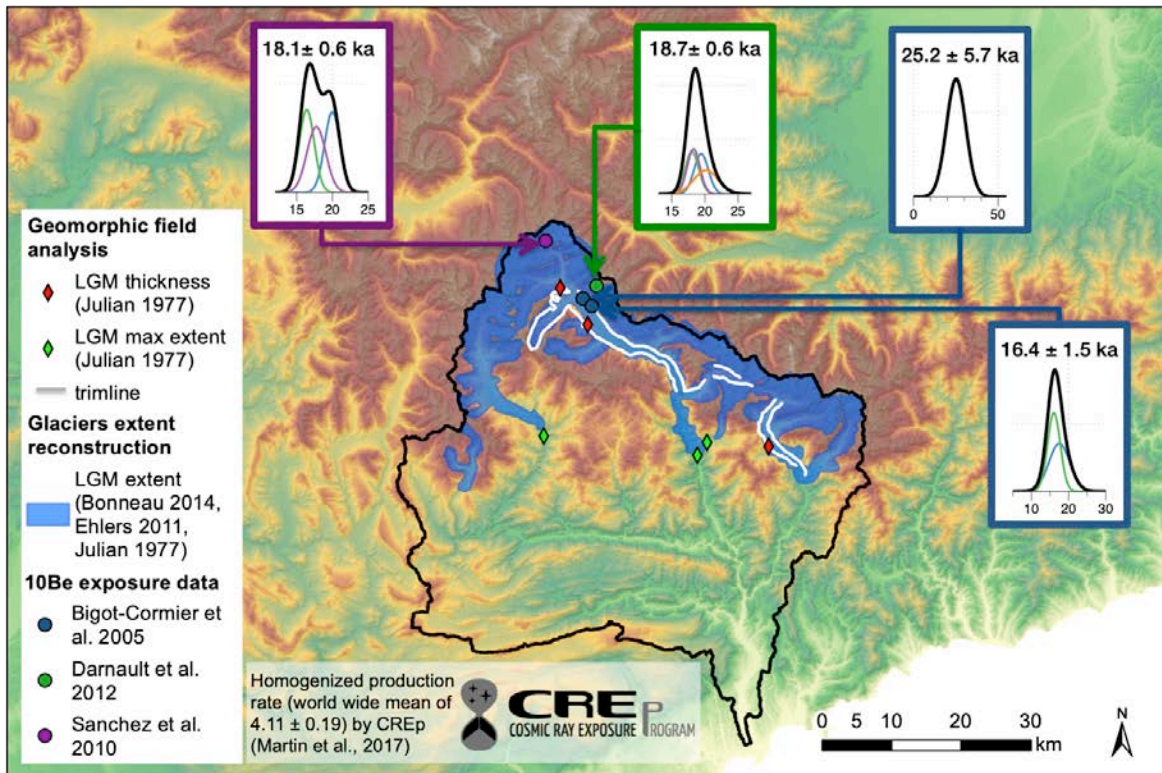 18.1± 0.6 ka
15 20 25
18.7± 0.6 ka
15 20 25
25.2 ± 5.7 ka
0 50
16.4 ± 1.5 ka
10 20 30
Geomorphic field
analysis
LGM thickness
(Julian 1977)
LGM max extent
(Julian 1977)
trimline
Glaciers extent
reconstruction
LGM extent
(Bonneau 2014,
Ehlers 2011,
Julian 1977)
10Be exposure data
Bigot-Cormier
et al. 2005
Darnault et al.
2012
Sanchez et al.
2010
Homogenized production
rate (world wide mean of
4.11 ± 0.19) by CREp
(Martin et al., 2017)
CREp
COSMIC RAY EXPOSURE PROGRAM
0 5 10 20 30
km
N